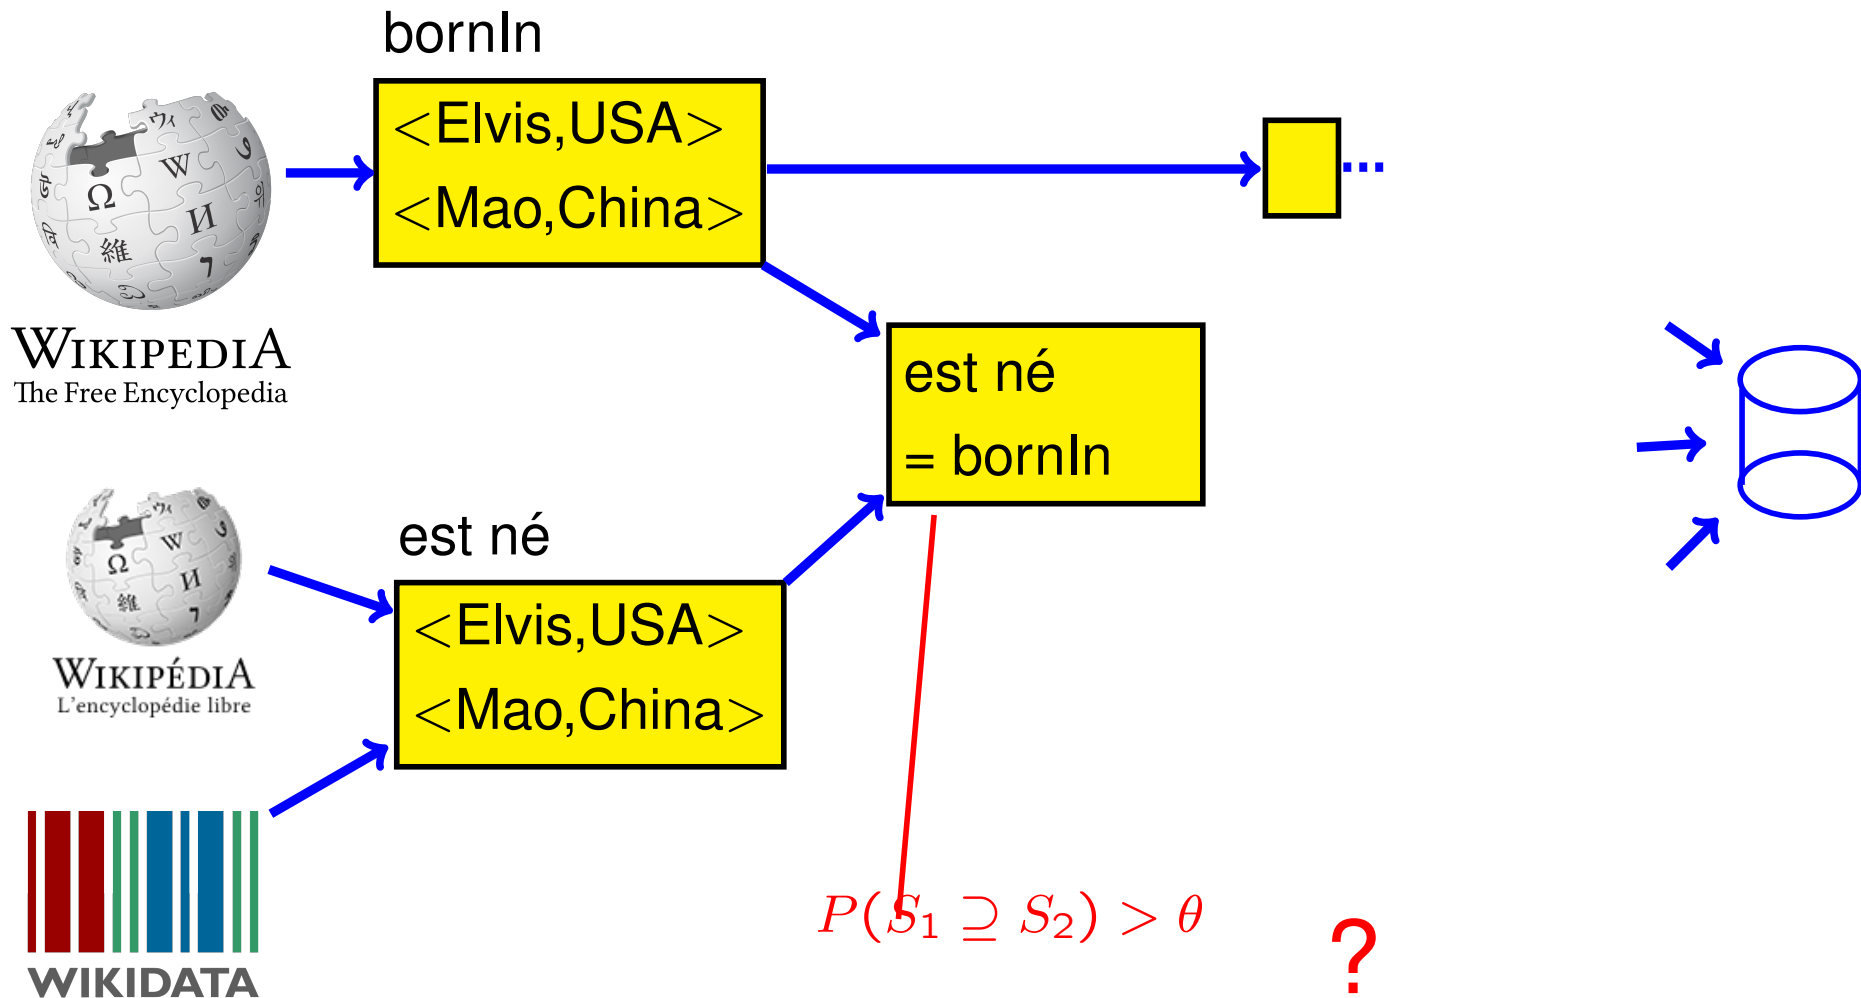 bornIn
<Elvis,USA>
<Mao,China>
...
WIKIPEDIA
The Free Encyclopedia
est né
= bornIn
est né
<Elvis,USA>
<Mao,China>
WIKIPÉDIA
L'encyclopédie libre
P(S₁ ⊇ S₂) > θ
?
WIKIDATA